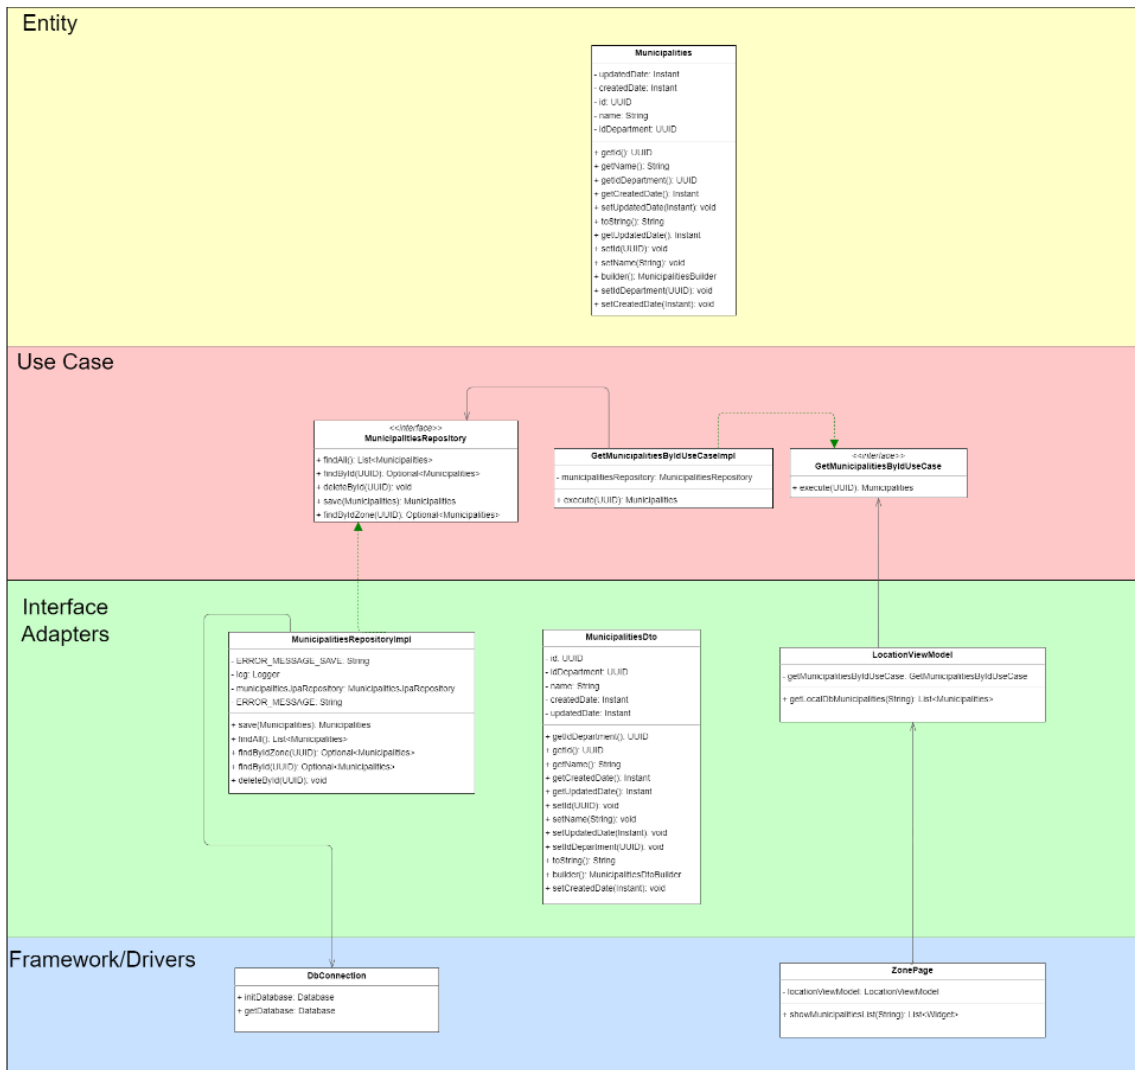 Entity
Municipalities
- updatedDate: Instant
- createdDate: Instant
- id: UUID
- name: String
- idDepartment: UUID
+ getId(): UUID
+ getName(): String
+ getIdDepartment(): UUID
+ getCreatedDate(): Instant
+ setUpdatedDate(Instant): void
+ toString(): String
+ getUpdatedDate(): Instant
+ setId(UUID): void
+ setName(String): void
+ builder(): MunicipalitiesBuilder
+ setIdDepartment(UUID): void
+ setCreatedDate(Instant): void
Use Case
<<interface>>
MunicipalitiesRepository
+ findAll(): List<Municipalities>
+ findById(UUID): Optional<Municipalities>
+ deleteById(UUID): void
+ save(Municipalities): Municipalities
+ findByIdZone(UUID): Optional<Municipalities>
GetMunicipalitiesByIdUseCaseImpl
- municipalitiesRepository: MunicipalitiesRepository
+ execute(UUID): Municipalities
<<interface>>
GetMunicipalitiesByIdUseCase
+ execute(UUID): Municipalities
Interface
Adapters
MunicipalitiesRepositoryImpl
- ERROR_MESSAGE_SAVE: String
- log: Logger
- municipalitiesJpaRepository: MunicipalitiesJpaRepository
- ERROR_MESSAGE: String
+ save(Municipalities): Municipalities
+ findAll(): List<Municipalities>
+ findByIdZone(UUID): Optional<Municipalities>
+ findById(UUID): Optional<Municipalities>
+ deleteById(UUID): void
MunicipalitiesDto
- id: UUID
- idDepartment: UUID
- name: String
- createdDate: Instant
- updatedDate: Instant
+ getIdDepartment(): UUID
+ getId(): UUID
+ getName(): String
+ getCreatedDate(): Instant
+ getUpdatedDate(): Instant
+ setId(UUID): void
+ setName(String): void
+ setUpdatedDate(Instant): void
+ setIdDepartment(UUID): void
+ toString(): String
+ builder(): MunicipalitiesDtoBuilder
+ setCreatedDate(Instant): void
LocationViewModel
- getMunicipalitiesByIdUseCase: GetMunicipalitiesByIdUseCase
+ getLocalDbMunicipalities(String): List<Municipalities>
Framework/Drivers
DbConnection
+ initDatabase: Database
+ getDatabase: Database
ZonePage
- locationViewModel: LocationViewModel
+ showMunicipalitiesList(String): List<Widget>